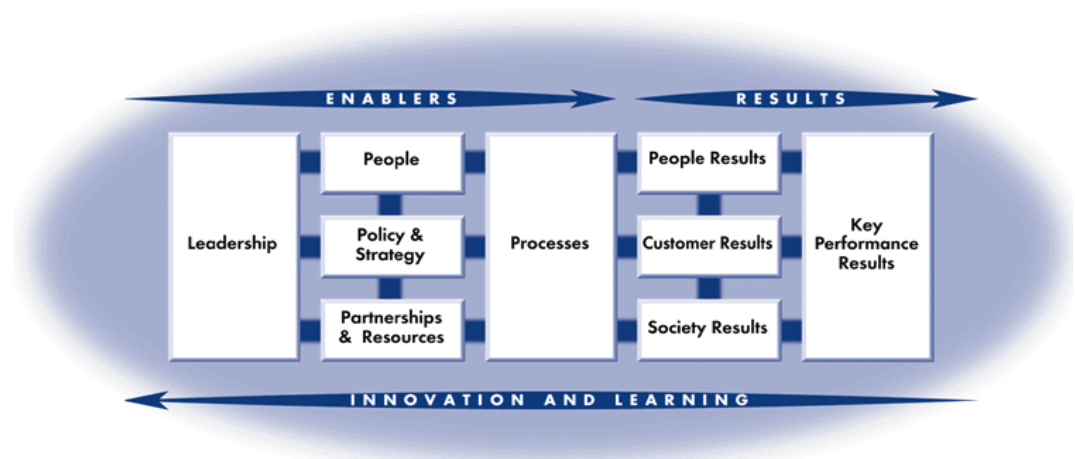 ENABLERS
RESULTS
Leadership
People
Policy &
Strategy
Partnerships
& Resources
Processes
People Results
Customer Results
Society Results
Key
Performance
Results
INNOVATION AND LEARNING